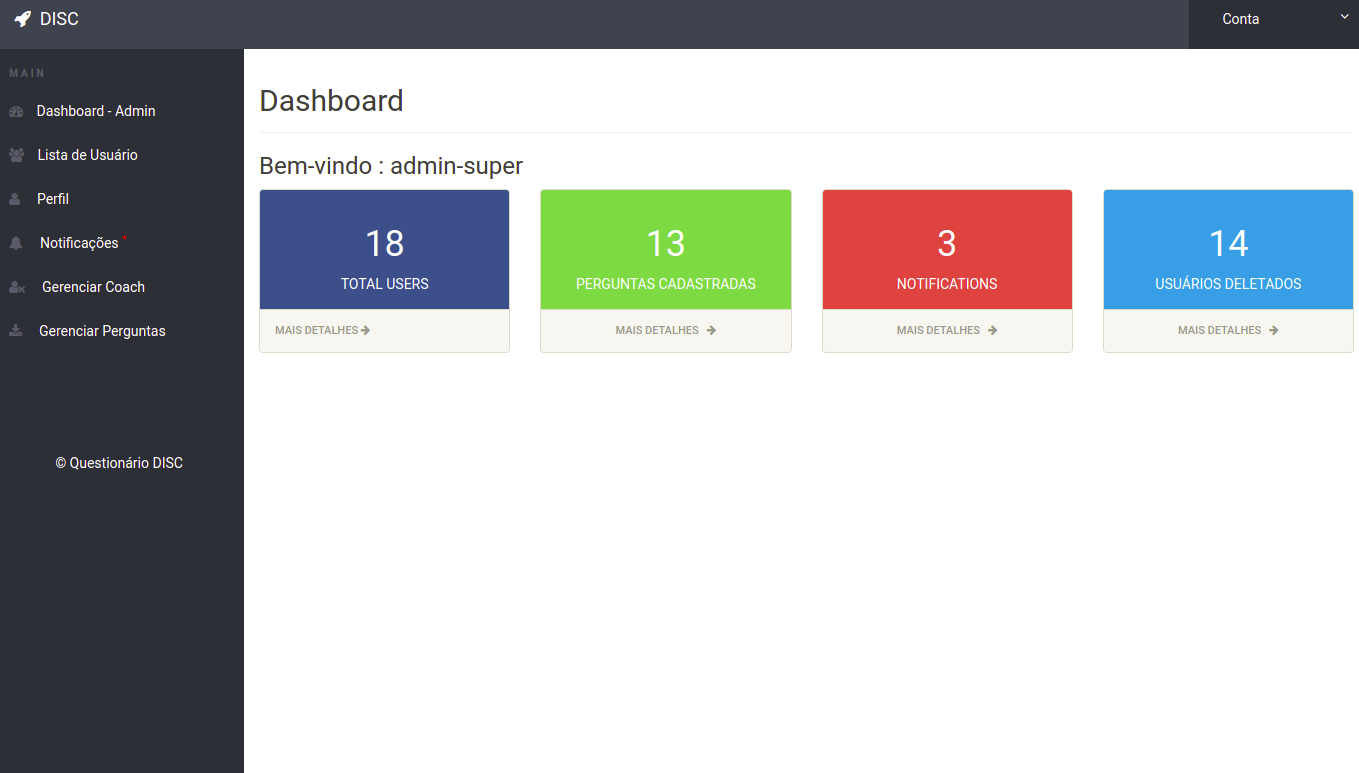 DISC
Conta
MAIN
Dashboard - Admin
Lista de Usuário
Perfil
Notificações *
Gerenciar Coach
Gerenciar Perguntas
© Questionário DISC
Dashboard
Bem-vindo : admin-super
18
TOTAL USERS
MAIS DETALHES
13
PERGUNTAS CADASTRADAS
MAIS DETALHES
3
NOTIFICATIONS
MAIS DETALHES
14
USUÁRIOS DELETADOS
MAIS DETALHES